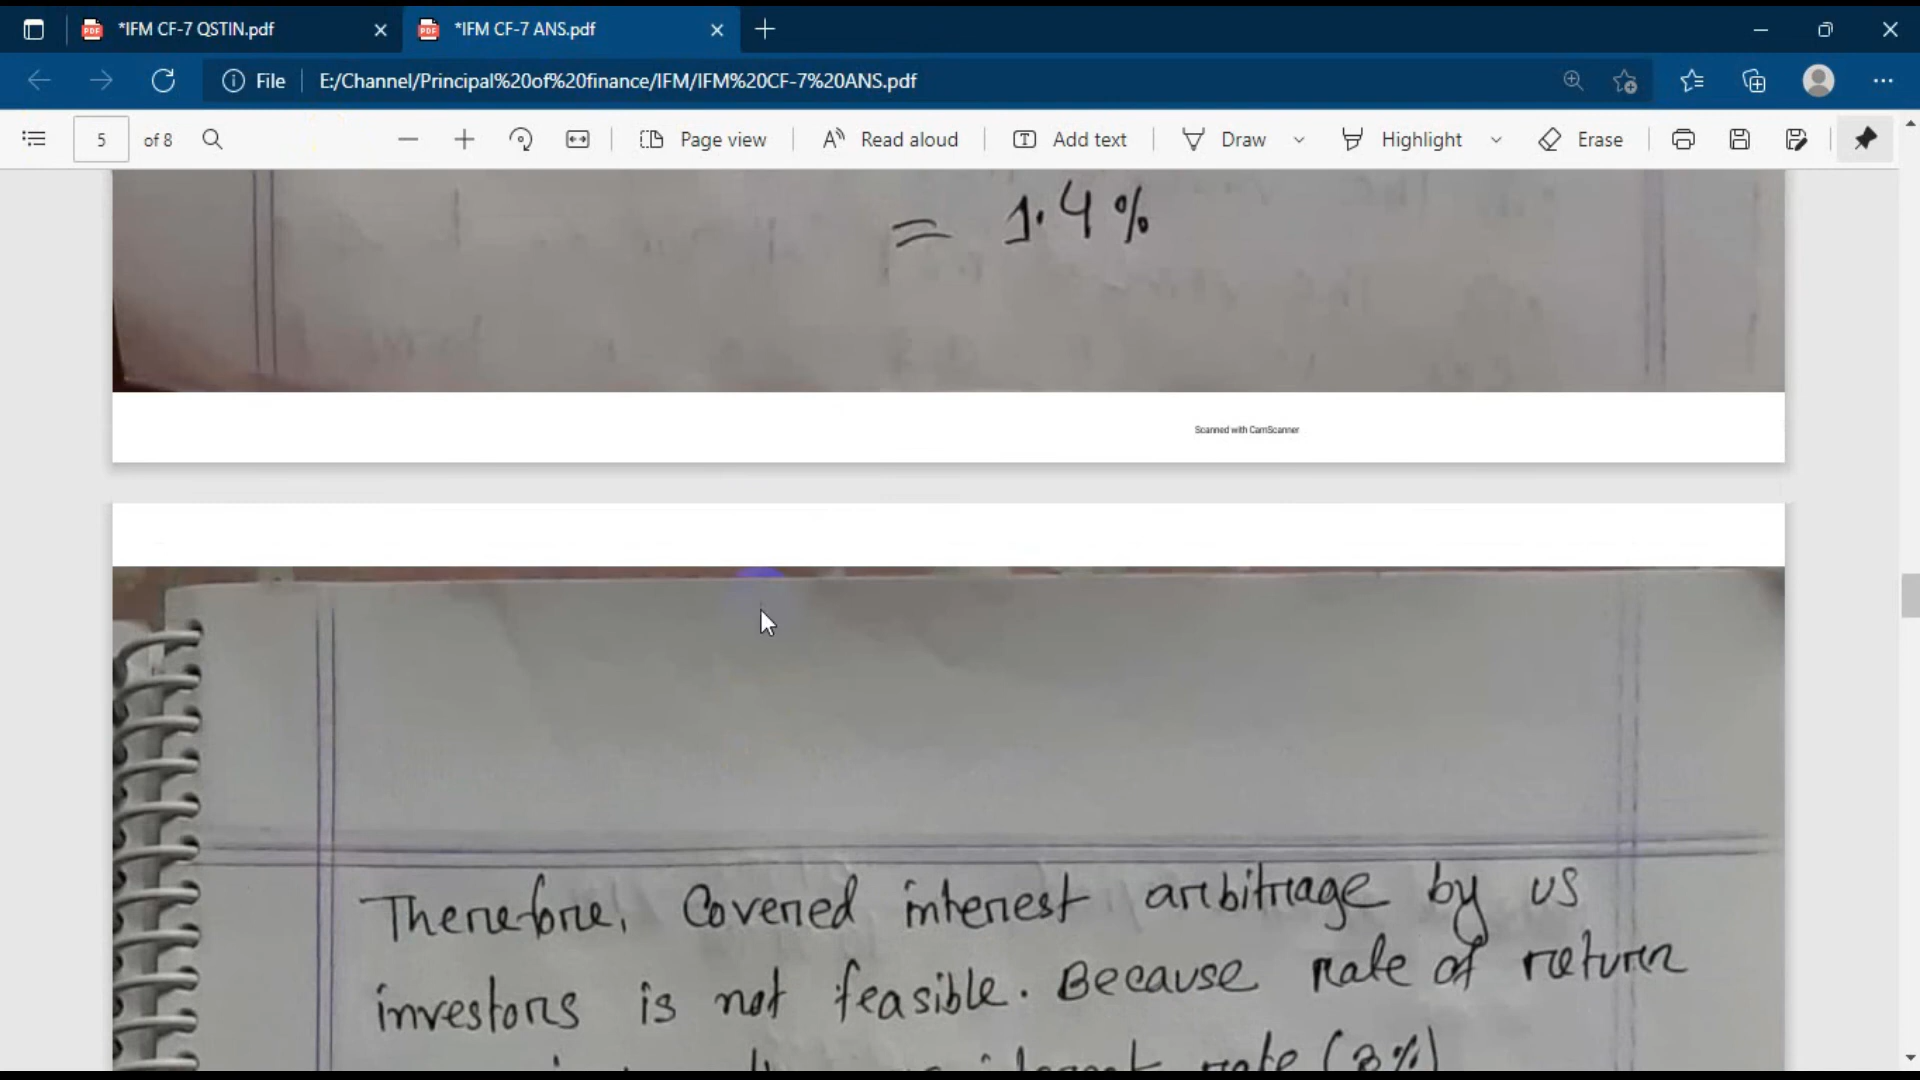 *IFM CF-7 QSTIN.pdf
*IFM CF-7 ANS.pdf
File
E:/Channel/Principal%20of%20finance/IFM/IFM%20CF-7%20ANS.pdf
5 of 8
Page view
Read aloud
Add text
Draw
Highlight
Erase
= 1.4%
Scanned with CamScanner
Therefore, Covered interest arbitrage by us
investors is not feasible. Because rate of return
rate (3%)